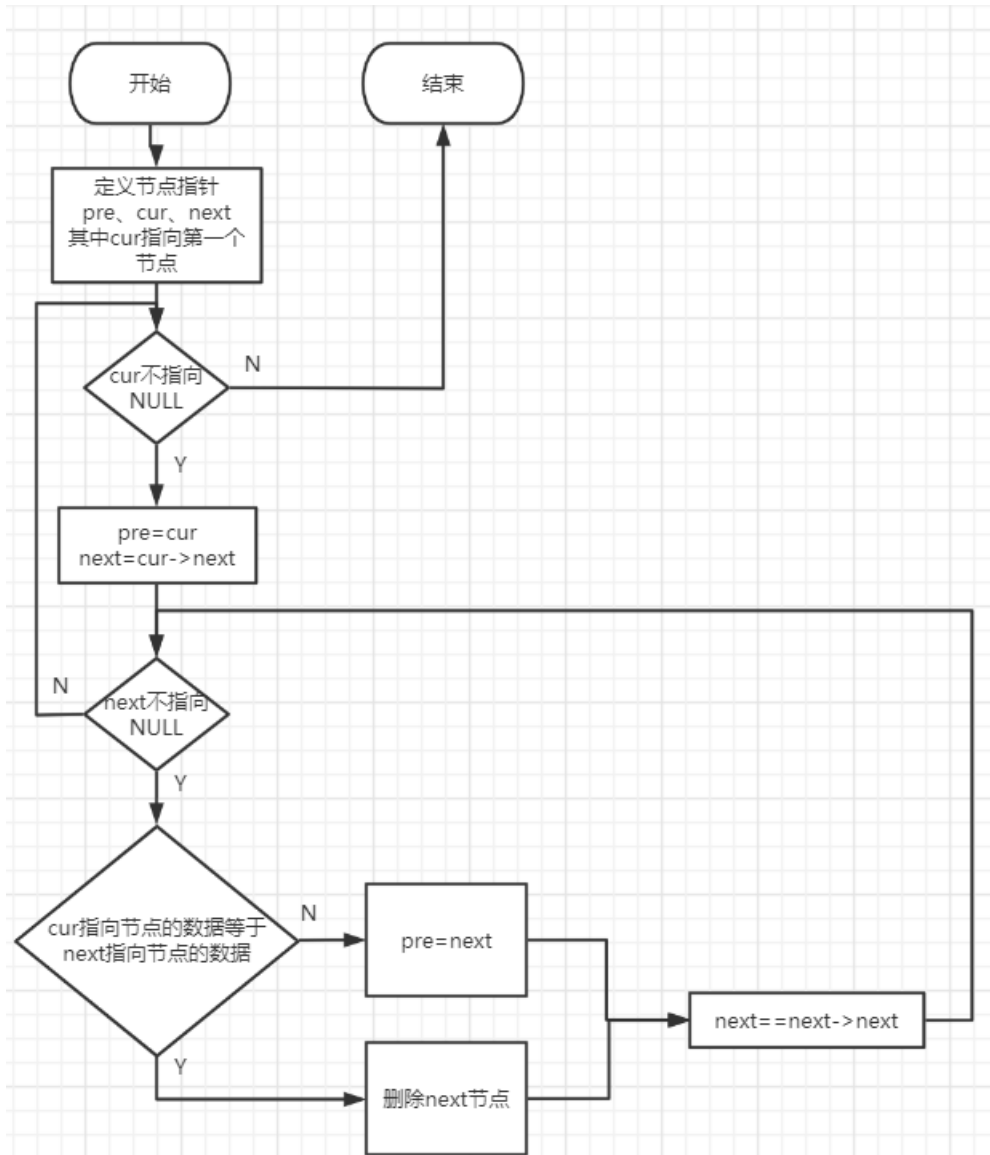 开始
结束
定义节点指针
pre、cur、next
其中cur指向第一个
节点
cur不指向
NULL
N
Y
pre=cur
next=cur->next
next不指向
NULL
N
Y
cur指向节点的数据等于
next指向节点的数据
N
pre=next
next==next->next
Y
删除next节点